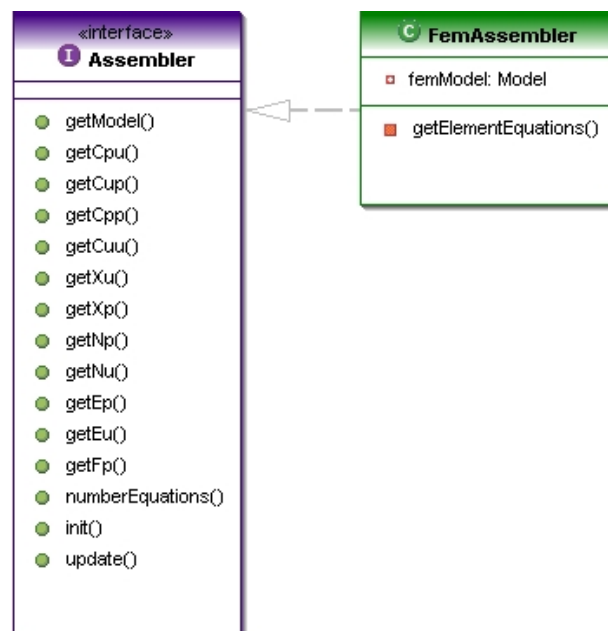 «interface»
I Assembler
getModel()
getCpu()
getCup()
getCpp()
getCuu()
getXu()
getXp()
getNp()
getNu()
getEp()
getEu()
getFp()
numberEquations()
init()
update()
C FemAssembler
femModel: Model
getElementEquations()